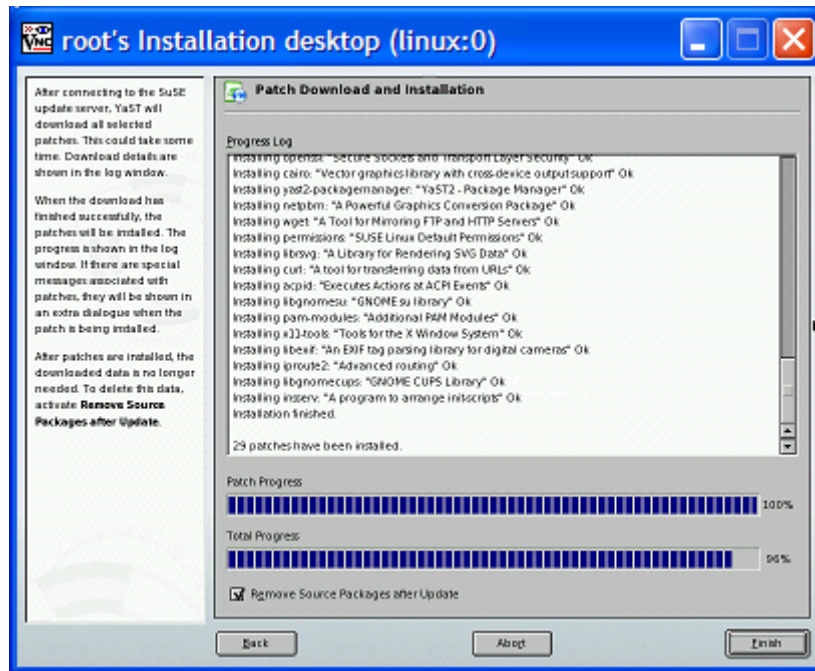 VNC root's Installation desktop (linux:0)
After connecting to the SuSE
update server, YaST will
download all selected
patches. This could take some
time. Download details are
shown in the log window.
When the download has
finished successfully, the
patches will be installed. The
progress is shown in the log
window. If there are special
messages associated with
patches, they will be shown in
an extra dialogue when the
patch is being installed.
After patches are installed, the
downloaded data is no longer
needed. To delete this data,
activate Remove Source
Packages after Update.
Patch Download and Installation
Progress Log
Installing openssl: "Secure Sockets and Transport Layer Security" Ok
Installing cairo: "Vector graphics library with cross-device output support" Ok
Installing yast2-packagemanager: "YaST2 - Package Manager" Ok
Installing netpbm: "A Powerful Graphics Conversion Package" Ok
Installing wget: "A Tool for Mirroring FTP and HTTP Servers" Ok
Installing permissions: "SUSE Linux Default Permissions" Ok
Installing librsvg: "A Library for Rendering SVG Data" Ok
Installing curl: "A tool for transferring data from URLs" Ok
Installing acpid: "Executes Actions at ACPI Events" Ok
Installing libgnomesu: "GNOME su library" Ok
Installing pam-modules: "Additional PAM Modules" Ok
Installing x11-tools: "Tools for the X Window System" Ok
Installing libexif: "An EXIF tag parsing library for digital cameras" Ok
Installing iproute2: "Advanced routing" Ok
Installing libgnomecups: "GNOME CUPS Library" Ok
Installing insserv: "A program to arrange initscripts" Ok
Installation finished.
29 patches have been installed.
Patch Progress
100%
Total Progress
96%
Remove Source Packages after Update
Back
Abort
Finish